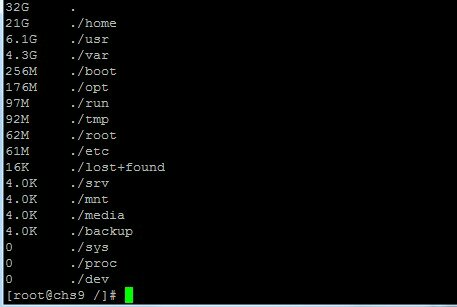 32G .
21G ./home
6.1G ./usr
4.3G ./var
256M ./boot
176M ./opt
97M ./run
92M ./tmp
62M ./root
61M ./etc
16K ./lost+found
4.0K ./srv
4.0K ./mnt
4.0K ./media
4.0K ./backup
0 ./sys
0 ./proc
0 ./dev
[root@chs9 /]#